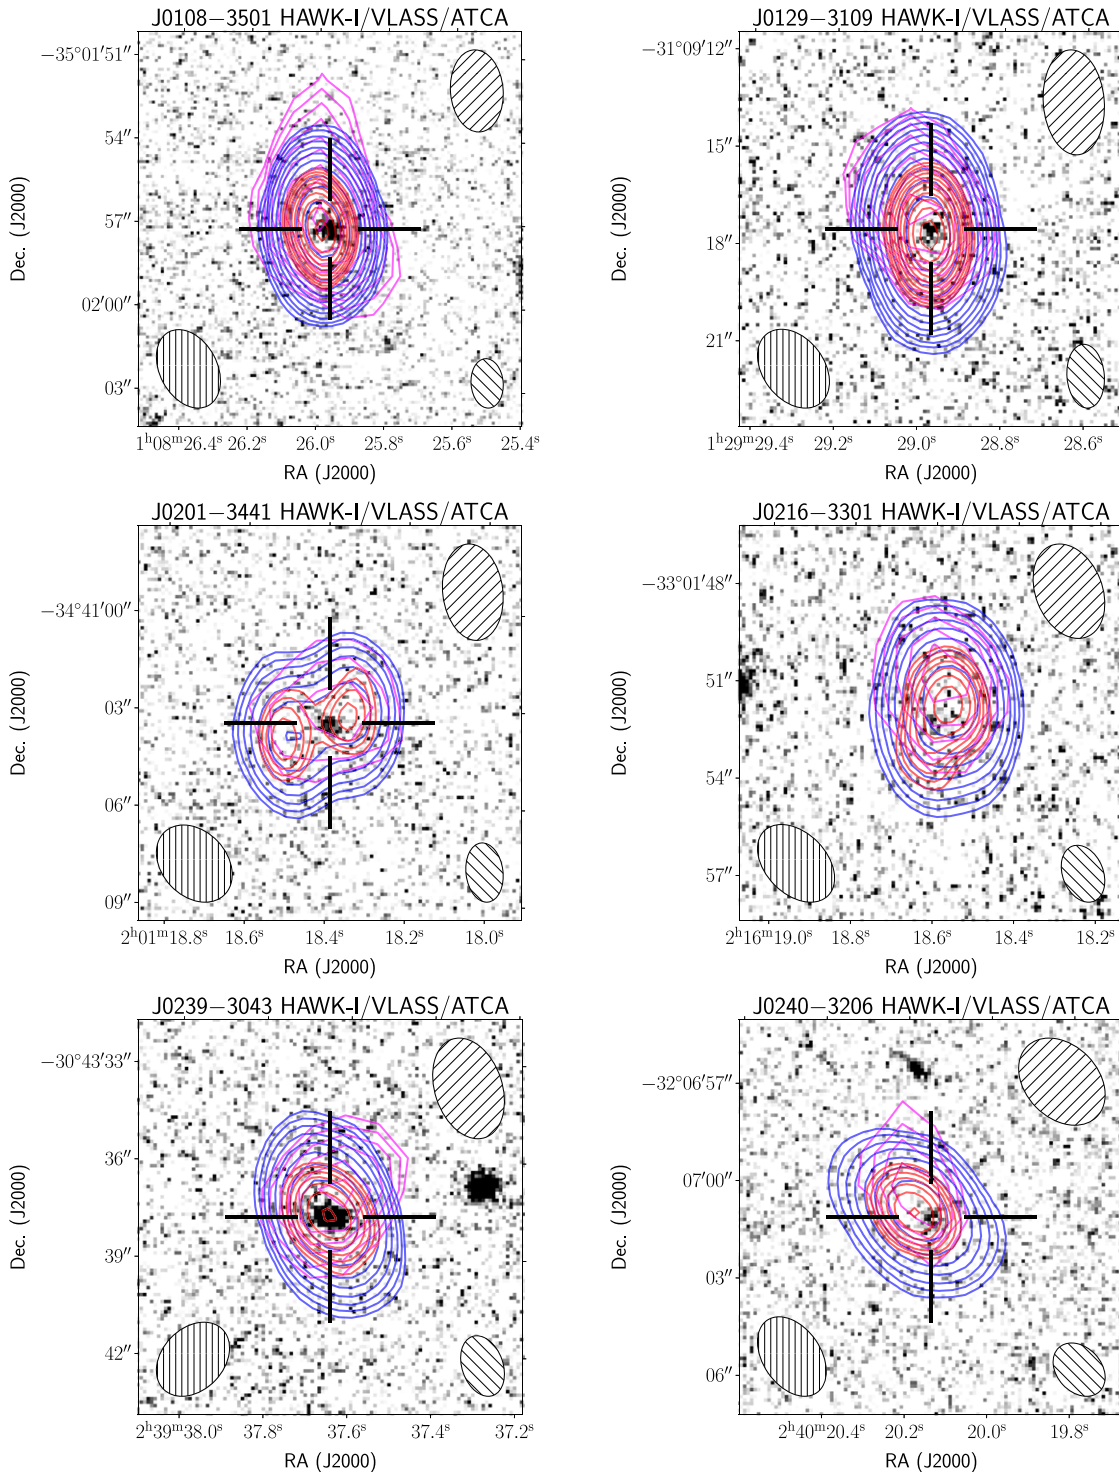 J0108−3501 HAWK-I/VLASS/ATCA
−35°01′51″
54″
57″
02′00″
03″
Dec. (J2000)
1ʰ08ᵐ26.4ˢ 26.2ˢ 26.0ˢ 25.8ˢ 25.6ˢ 25.4ˢ
RA (J2000)
J0129−3109 HAWK-I/VLASS/ATCA
−31°09′12″
15″
18″
21″
Dec. (J2000)
1ʰ29ᵐ29.4ˢ 29.2ˢ 29.0ˢ 28.8ˢ 28.6ˢ
RA (J2000)
J0201−3441 HAWK-I/VLASS/ATCA
−34°41′00″
03″
06″
09″
Dec. (J2000)
2ʰ01ᵐ18.8ˢ 18.6ˢ 18.4ˢ 18.2ˢ 18.0ˢ
RA (J2000)
J0216−3301 HAWK-I/VLASS/ATCA
−33°01′48″
51″
54″
57″
Dec. (J2000)
2ʰ16ᵐ19.0ˢ 18.8ˢ 18.6ˢ 18.4ˢ 18.2ˢ
RA (J2000)
J0239−3043 HAWK-I/VLASS/ATCA
−30°43′33″
36″
39″
42″
Dec. (J2000)
2ʰ39ᵐ38.0ˢ 37.8ˢ 37.6ˢ 37.4ˢ 37.2ˢ
RA (J2000)
J0240−3206 HAWK-I/VLASS/ATCA
−32°06′57″
07′00″
03″
06″
Dec. (J2000)
2ʰ40ᵐ20.4ˢ 20.2ˢ 20.0ˢ 19.8ˢ
RA (J2000)